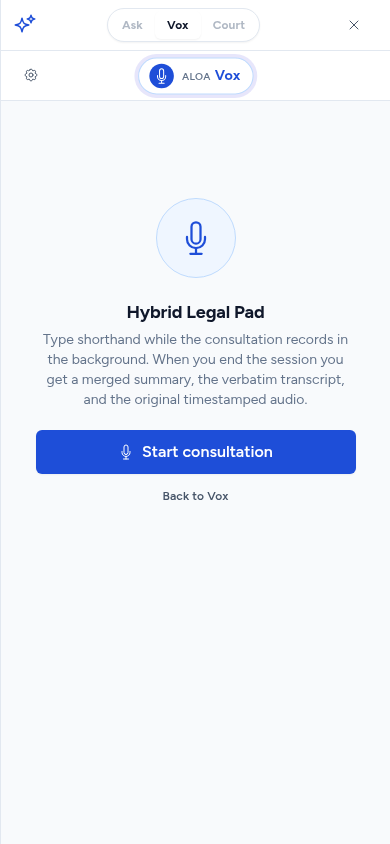 Ask Vox Court
ALOA Vox
Hybrid Legal Pad
Type shorthand while the consultation records in
the background. When you end the session you
get a merged summary, the verbatim transcript,
and the original timestamped audio.
Start consultation
Back to Vox